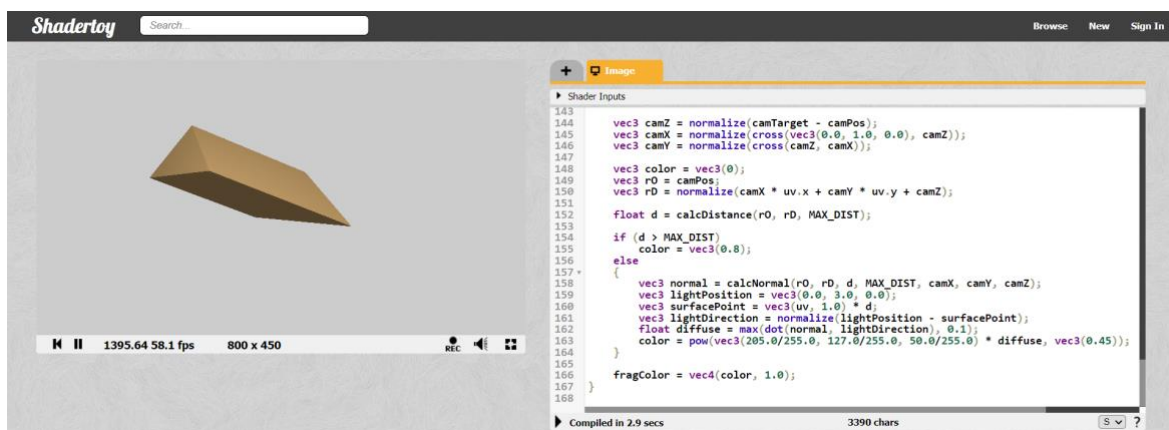 Shadertoy
Search...
Browse New Sign In
+ Image
Shader Inputs
143
144 vec3 camZ = normalize(camTarget - camPos);
145 vec3 camX = normalize(cross(vec3(0.0, 1.0, 0.0), camZ));
146 vec3 camY = normalize(cross(camZ, camX));
147
148 vec3 color = vec3(0);
149 vec3 rO = camPos;
150 vec3 rD = normalize(camX * uv.x + camY * uv.y + camZ);
151
152 float d = calcDistance(rO, rD, MAX_DIST);
153
154 if (d > MAX_DIST)
155 color = vec3(0.8);
156 else
157 {
158 vec3 normal = calcNormal(rO, rD, d, MAX_DIST, camX, camY, camZ);
159 vec3 lightPosition = vec3(0.0, 3.0, 0.0);
160 vec3 surfacePoint = vec3(uv, 1.0) * d;
161 vec3 lightDirection = normalize(lightPosition - surfacePoint);
162 float diffuse = max(dot(normal, lightDirection), 0.1);
163 color = pow(vec3(205.0/255.0, 127.0/255.0, 50.0/255.0) * diffuse, vec3(0.45));
164 }
165
166 fragColor = vec4(color, 1.0);
167 }
168
1395.64 58.1 fps 800 x 450 REC
Compiled in 2.9 secs 3390 chars S ?